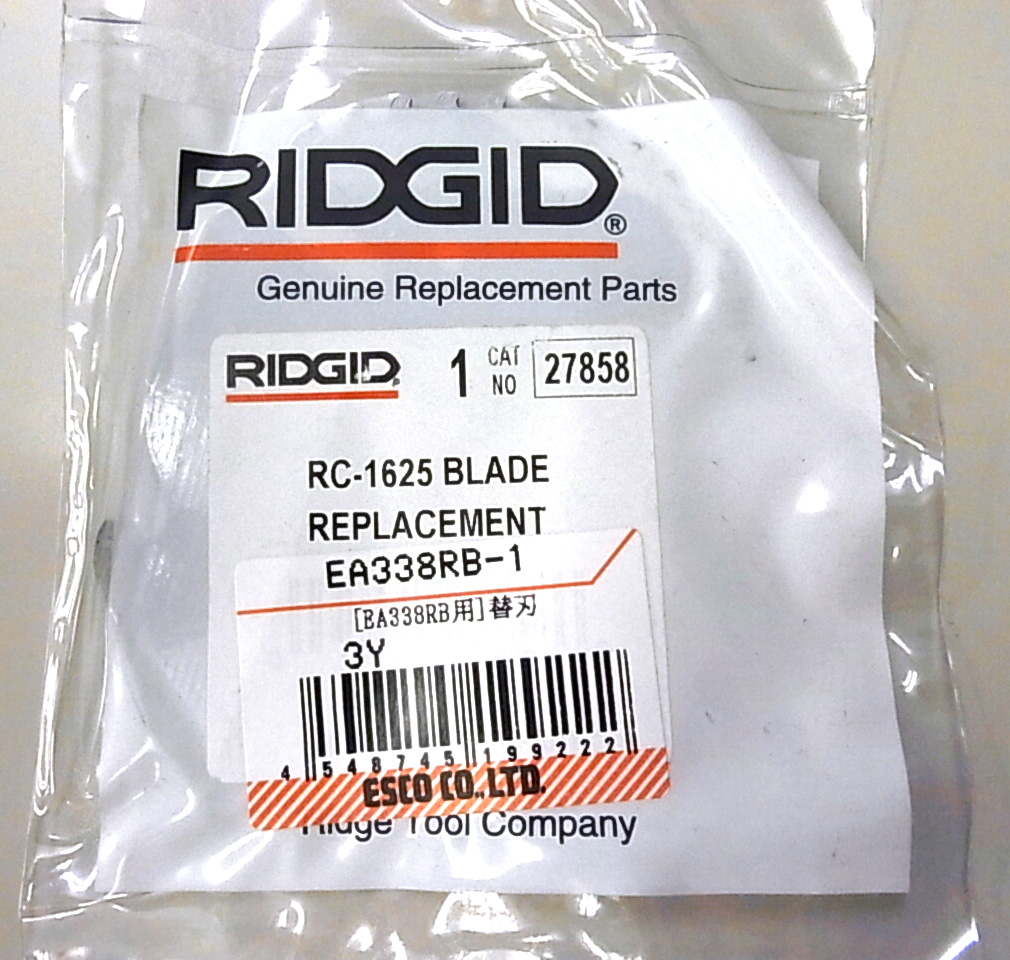 RIDGID®
Genuine Replacement Parts
RIDGID® 1 CAT NO 27858
RC-1625 BLADE
REPLACEMENT
EA338RB-1
[EA338RB用]替刃
3Y
4 548745 199222
ESCO CO.,LTD.
Ridge Tool Company